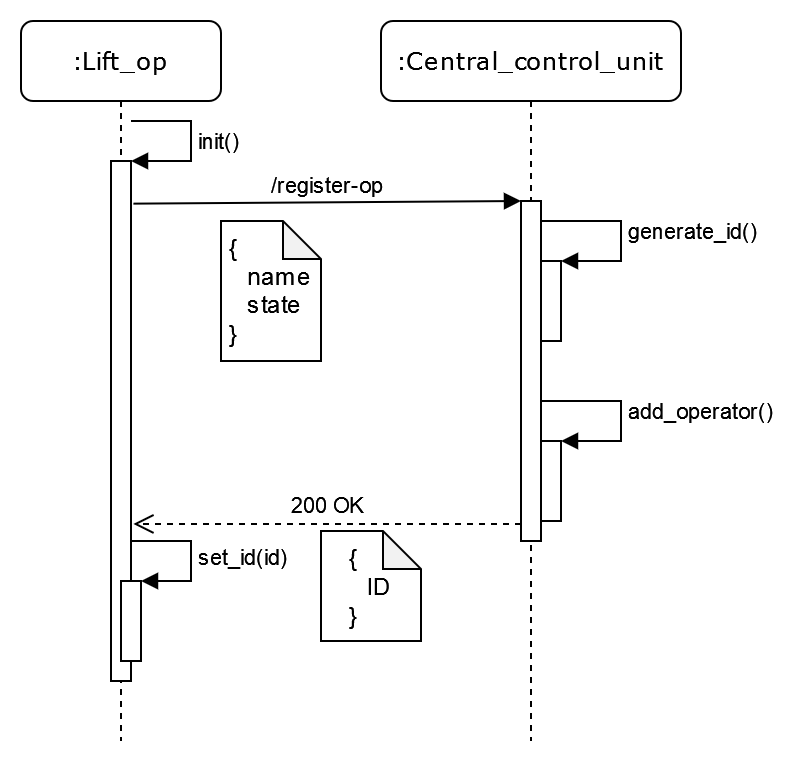 :Lift_op
:Central_control_unit
init()
/register-op
generate_id()
{
name
state
}
add_operator()
200 OK
set_id(id)
{
ID
}